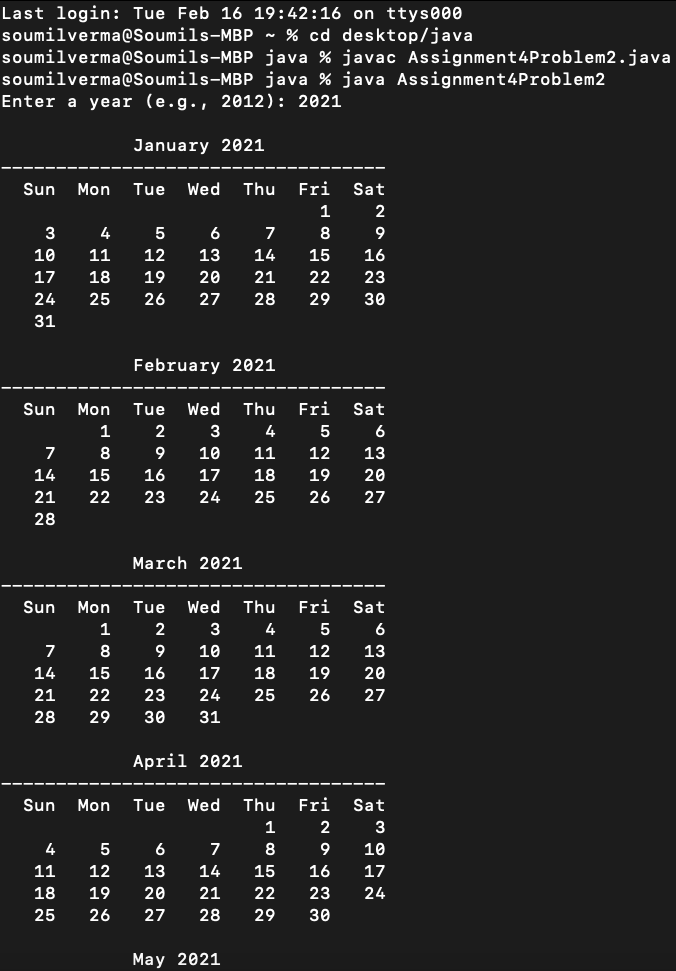 Last login: Tue Feb 16 19:42:16 on ttys000
soumilverma@Soumils-MBP ~ % cd desktop/java
soumilverma@Soumils-MBP java % javac Assignment4Problem2.java
soumilverma@Soumils-MBP java % java Assignment4Problem2
Enter a year (e.g., 2012): 2021

            January 2021
-----------------------------------
  Sun  Mon  Tue  Wed  Thu  Fri  Sat
                             1    2
   3    4    5    6    7    8    9
  10   11   12   13   14   15   16
  17   18   19   20   21   22   23
  24   25   26   27   28   29   30
  31

            February 2021
-----------------------------------
  Sun  Mon  Tue  Wed  Thu  Fri  Sat
         1    2    3    4    5    6
   7    8    9   10   11   12   13
  14   15   16   17   18   19   20
  21   22   23   24   25   26   27
  28

            March 2021
-----------------------------------
  Sun  Mon  Tue  Wed  Thu  Fri  Sat
         1    2    3    4    5    6
   7    8    9   10   11   12   13
  14   15   16   17   18   19   20
  21   22   23   24   25   26   27
  28   29   30   31

            April 2021
-----------------------------------
  Sun  Mon  Tue  Wed  Thu  Fri  Sat
                        1    2    3
   4    5    6    7    8    9   10
  11   12   13   14   15   16   17
  18   19   20   21   22   23   24
  25   26   27   28   29   30

            May 2021